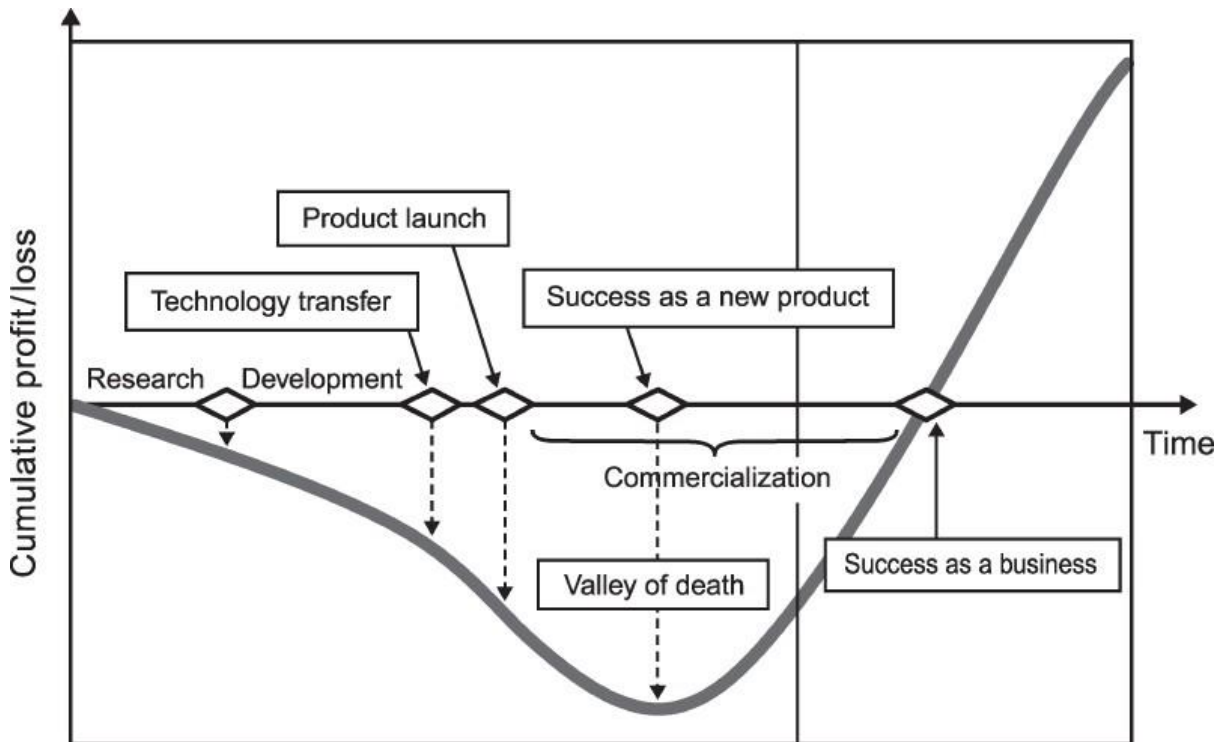 Product launch
Technology transfer
Success as a new product
Research
Development
Time
Commercialization
Success as a business
Valley of death
Cumulative profit/loss